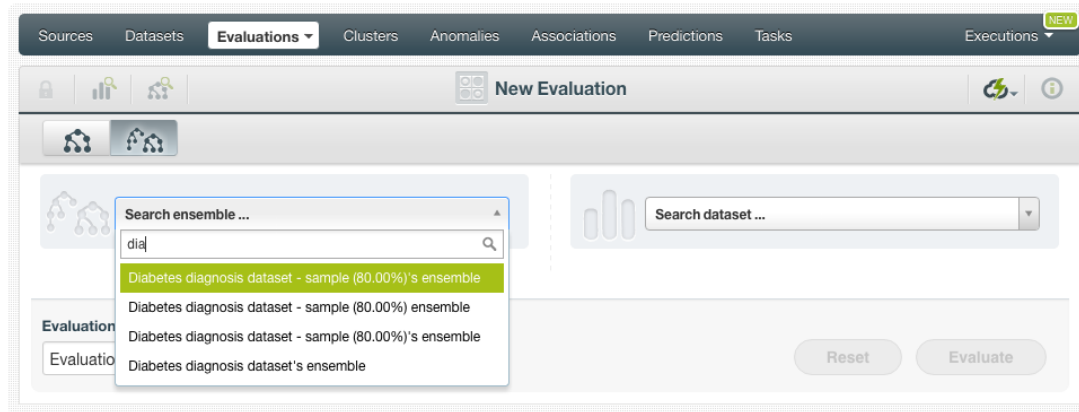 NEW
Sources Datasets Evaluations Clusters Anomalies Associations Predictions Tasks Executions
New Evaluation
Search ensemble ... Search dataset ...
dia
Diabetes diagnosis dataset - sample (80.00%)'s ensemble
Diabetes diagnosis dataset - sample (80.00%) ensemble
Diabetes diagnosis dataset - sample (80.00%)'s ensemble
Diabetes diagnosis dataset's ensemble
Evaluation
Evaluatio Reset Evaluate